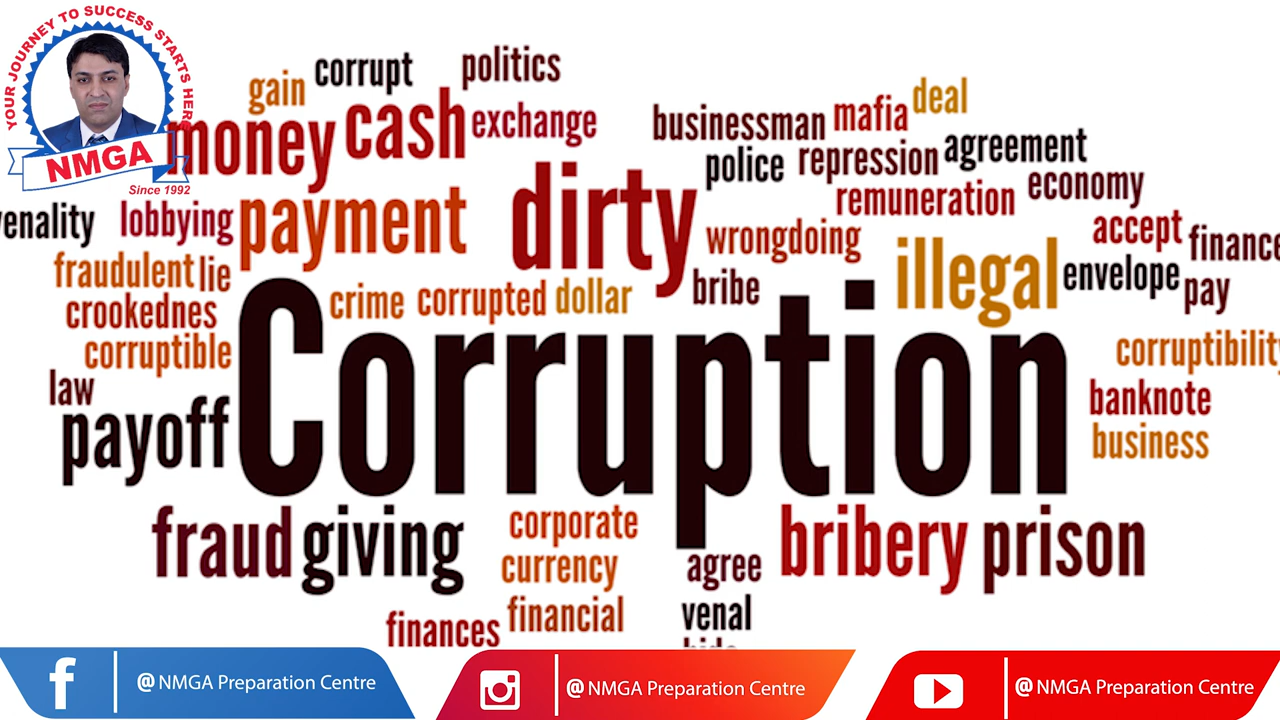 YOUR JOURNEY TO SUCCESS STARTS HERE
NMGA
Since 1992
gain corrupt politics
money cash exchange
businessman mafia deal
police repression agreement
remuneration economy
venality lobbying payment dirty
wrongdoing illegal accept finance
fraudulent lie
crime corrupted dollar bribe
envelope pay
crookednes
corruptible
Corruption
corruptibility
law
payoff
banknote
business
fraud giving corporate bribery prison
currency agree
finances financial venal
@NMGA Preparation Centre
@NMGA Preparation Centre
@NMGA Preparation Centre